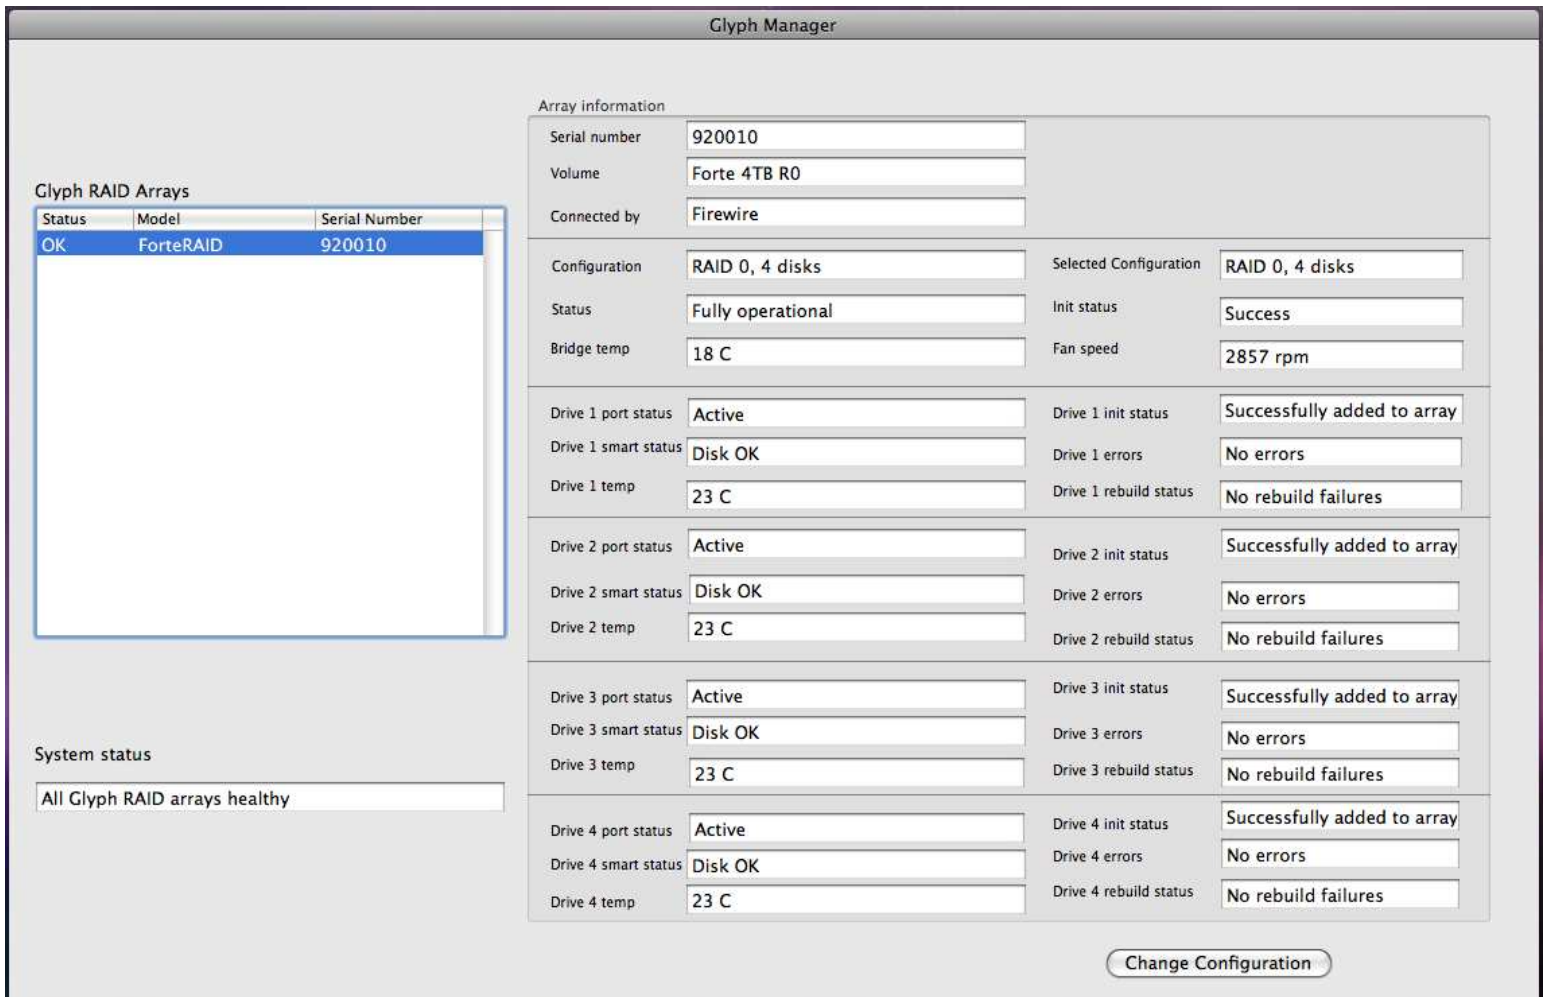 Glyph Manager
Glyph RAID Arrays
Status Model Serial Number
OK ForteRAID 920010
System status
All Glyph RAID arrays healthy
Array information
Serial number 920010
Volume Forte 4TB R0
Connected by Firewire
Configuration RAID 0, 4 disks Selected Configuration RAID 0, 4 disks
Status Fully operational Init status Success
Bridge temp 18 C Fan speed 2857 rpm
Drive 1 port status Active Drive 1 init status Successfully added to array
Drive 1 smart status Disk OK Drive 1 errors No errors
Drive 1 temp 23 C Drive 1 rebuild status No rebuild failures
Drive 2 port status Active Drive 2 init status Successfully added to array
Drive 2 smart status Disk OK Drive 2 errors No errors
Drive 2 temp 23 C Drive 2 rebuild status No rebuild failures
Drive 3 port status Active Drive 3 init status Successfully added to array
Drive 3 smart status Disk OK Drive 3 errors No errors
Drive 3 temp 23 C Drive 3 rebuild status No rebuild failures
Drive 4 port status Active Drive 4 init status Successfully added to array
Drive 4 smart status Disk OK Drive 4 errors No errors
Drive 4 temp 23 C Drive 4 rebuild status No rebuild failures
Change Configuration